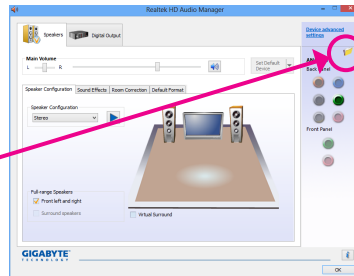 Realtek HD Audio Manager
Speakers
Digital Output
Device advanced
settings
Main Volume
L
R
Set Default
Device
AN
Back Panel
Speaker Configuration
Sound Effects
Room Correction
Default Format
Speaker Configuration
Stereo
Front Panel
Full-range Speakers
Front left and right
Surround speakers
Virtual Surround
GIGABYTE
TECHNOLOGY
OK